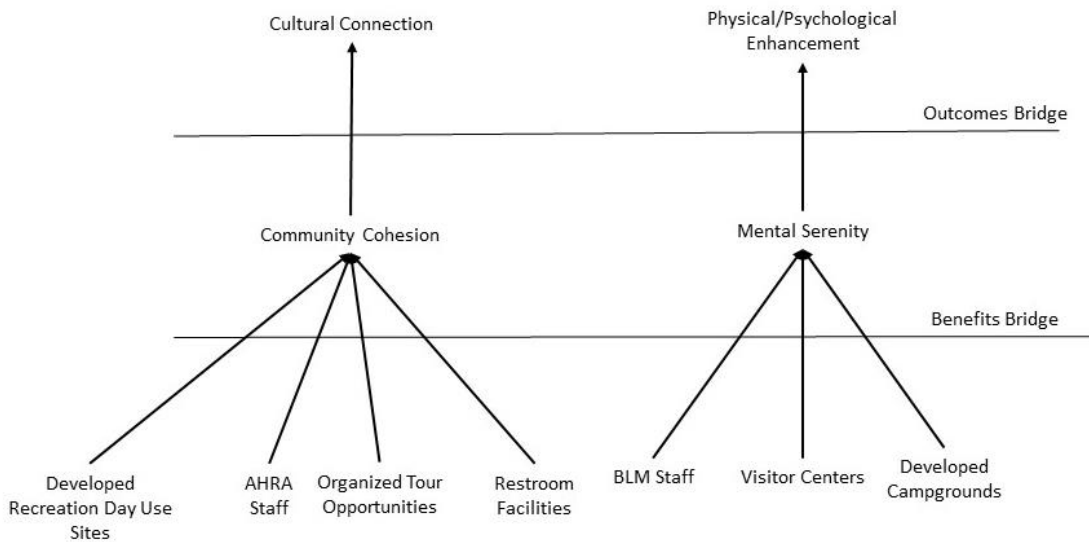 Cultural Connection
Physical/Psychological
Enhancement
Outcomes Bridge
Community Cohesion
Mental Serenity
Benefits Bridge
Developed
Recreation Day Use
Sites
AHRA
Staff
Organized Tour
Opportunities
Restroom
Facilities
BLM Staff
Visitor Centers
Developed
Campgrounds